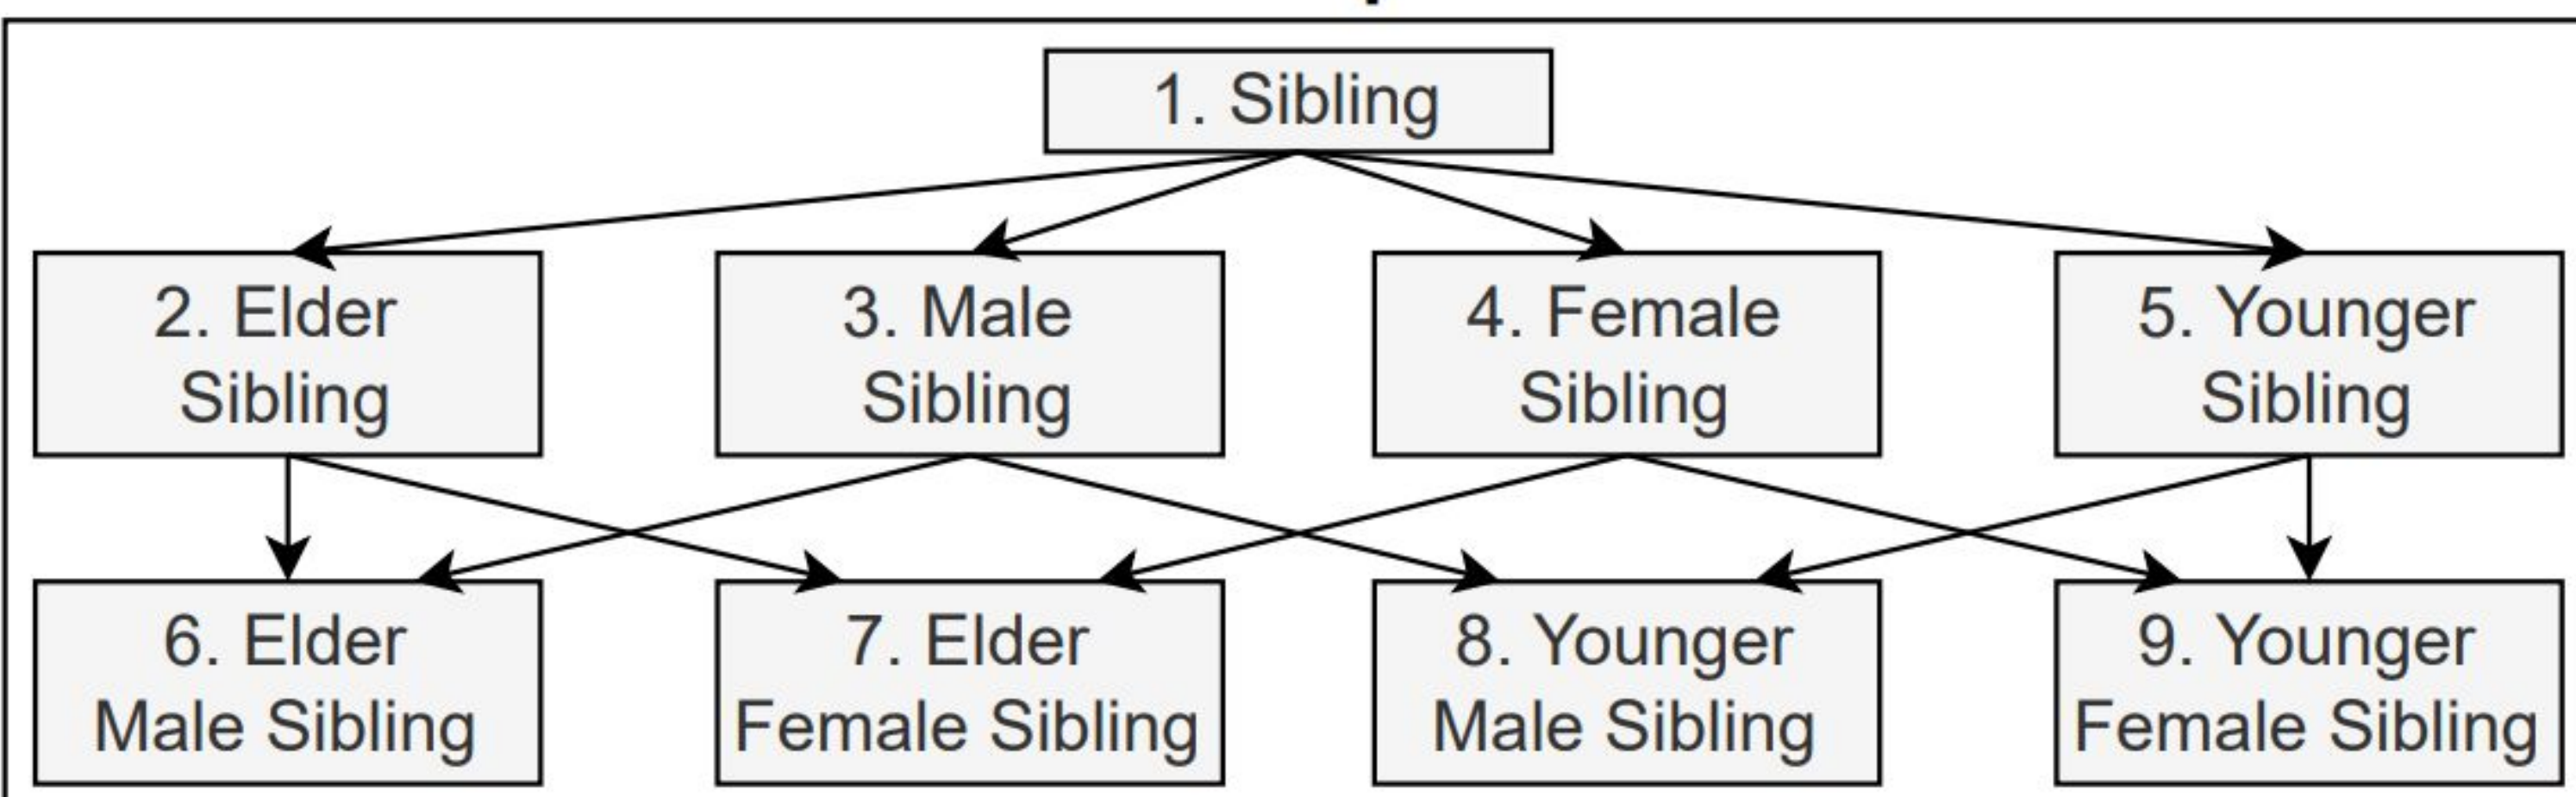 1. Sibling
2. Elder
Sibling
3. Male
Sibling
4. Female
Sibling
5. Younger
Sibling
6. Elder
Male Sibling
7. Elder
Female Sibling
8. Younger
Male Sibling
9. Younger
Female Sibling